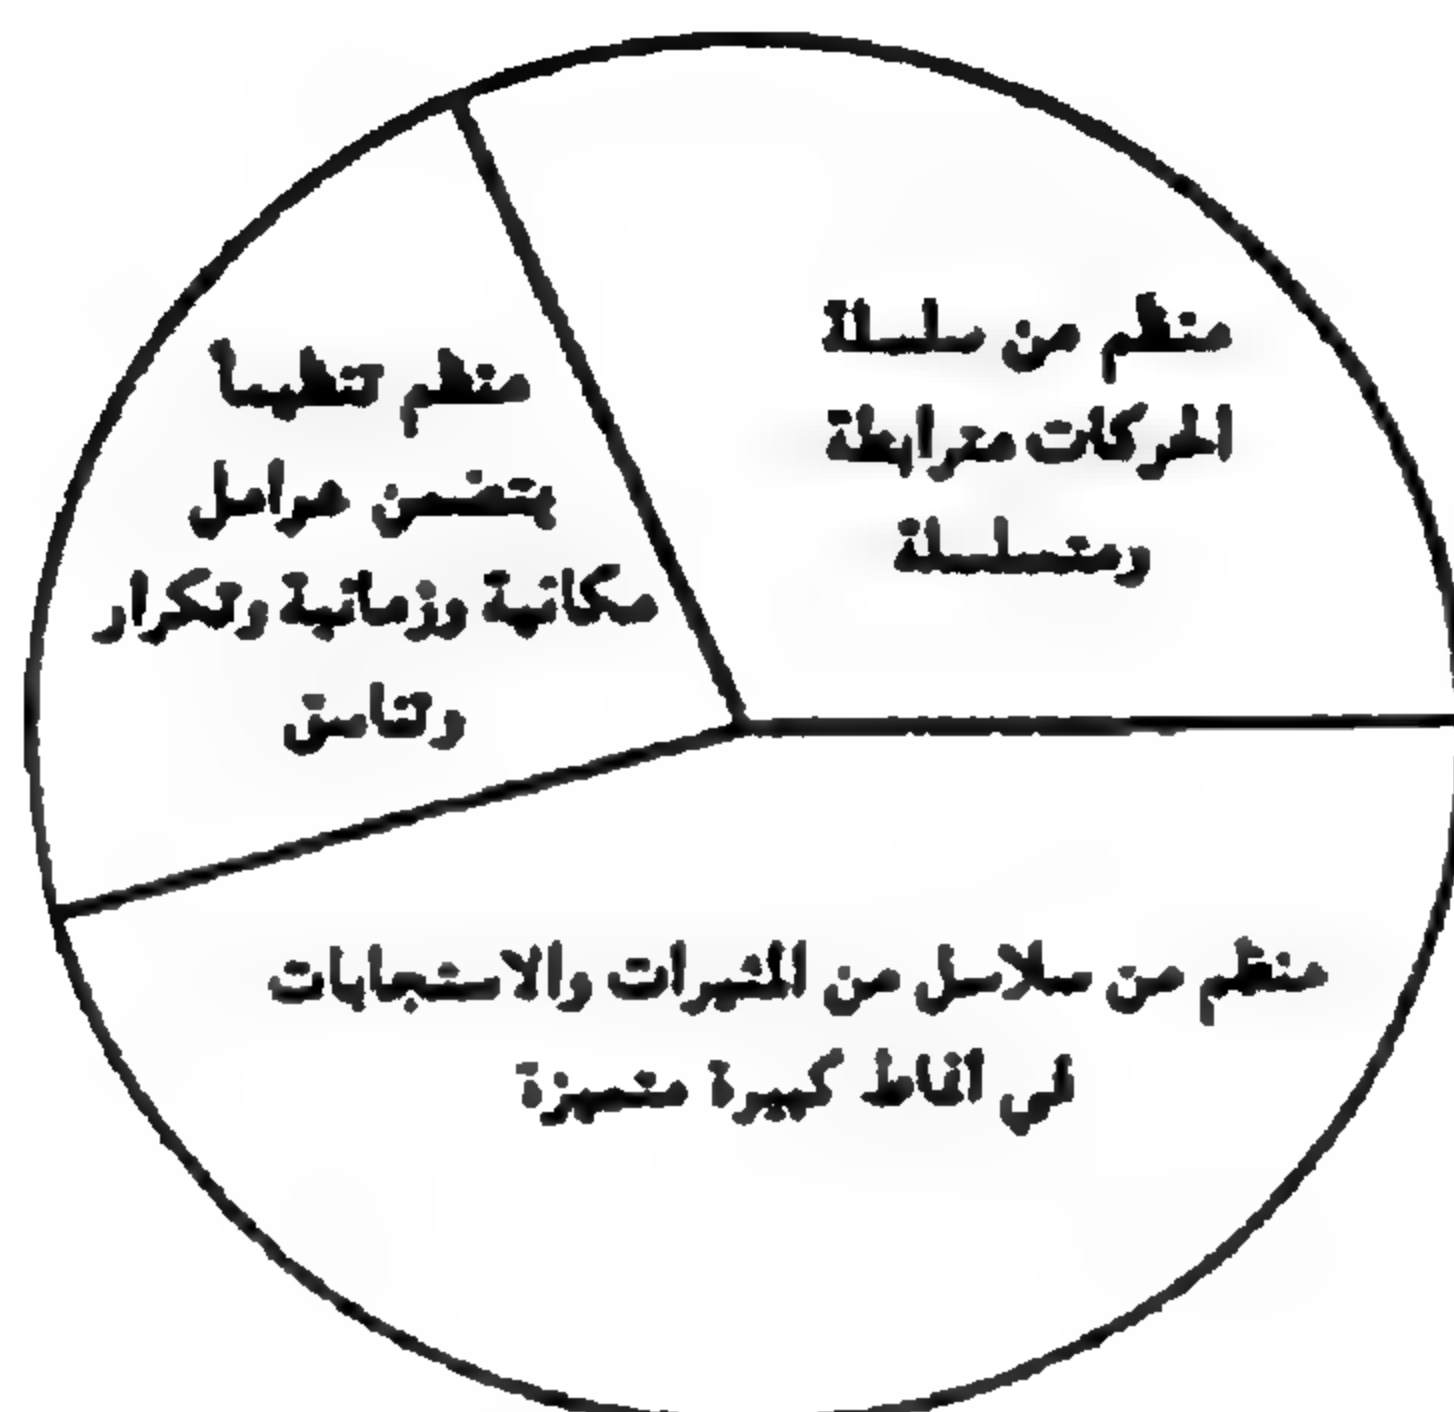 منظم من سلسلة
الحركات مترابطة
ومتسلسلة
منظم تنظيماً
يتضمن عوامل
مكانية وزمانية وتكرار
وتناسق
منظم من سلاسل من المثيرات والاستجابات
في أنماط كبيرة متميزة